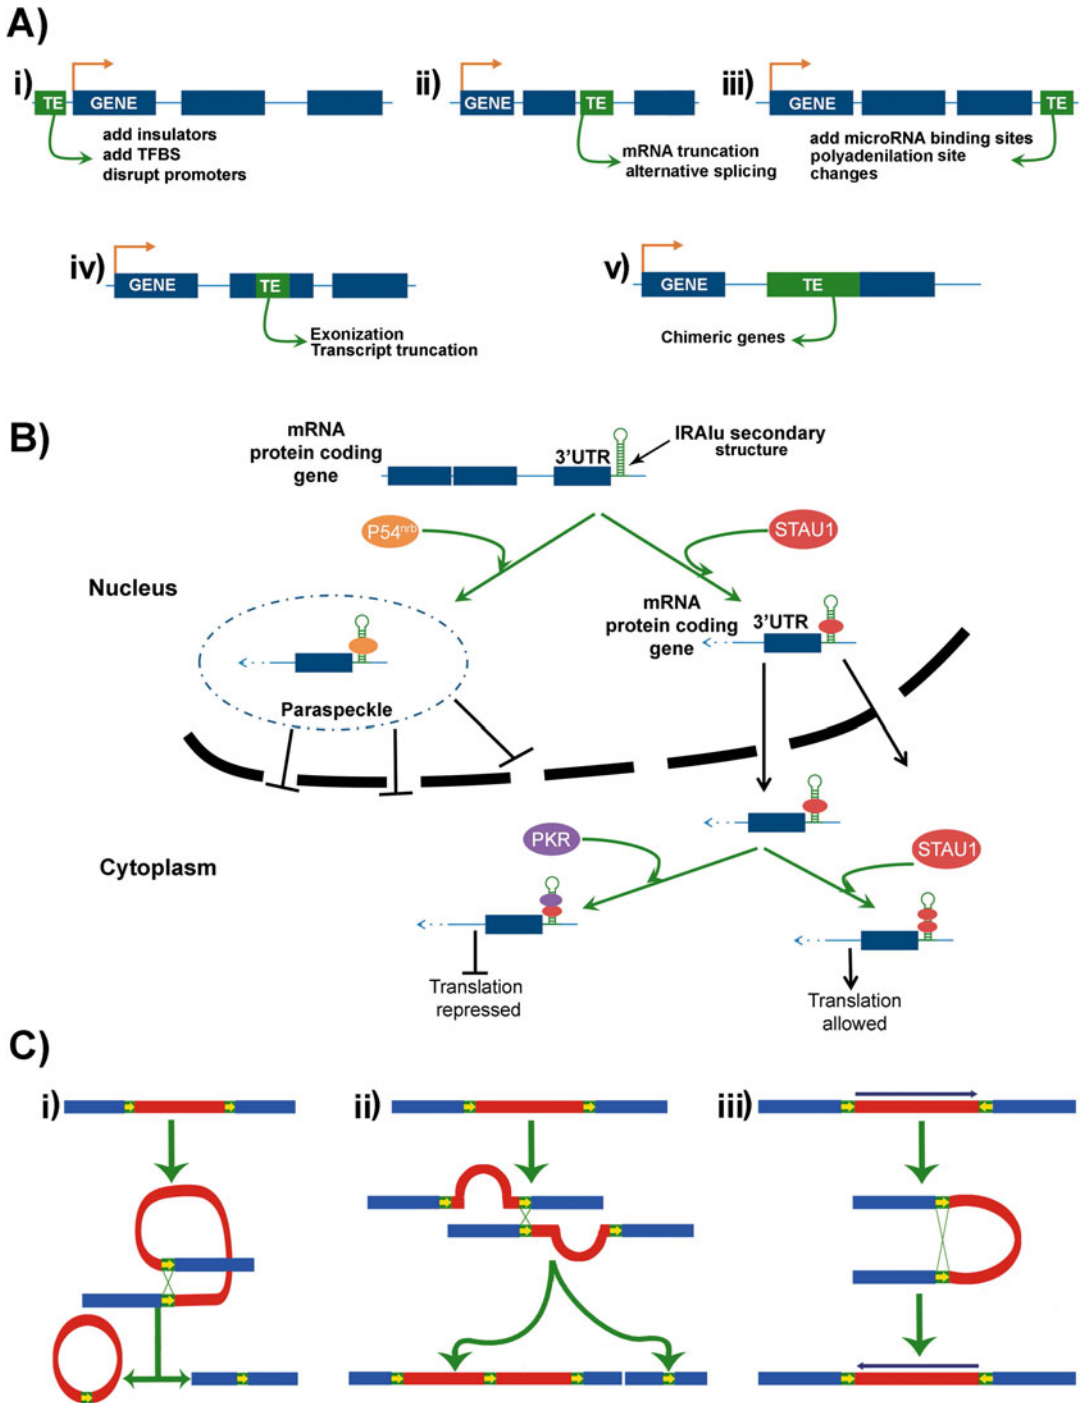 A)
i)
TE GENE
add insulators
add TFBS
disrupt promoters
ii)
GENE TE
mRNA truncation
alternative splicing
iii)
GENE TE
add microRNA binding sites
polyadenilation site
changes
iv)
GENE TE
Exonization
Transcript truncation
v)
GENE TE
Chimeric genes
B)
mRNA
protein coding
gene
3'UTR
IRAlu secondary
structure
P54nrb
STAU1
Nucleus
mRNA
protein coding
gene
3'UTR
Paraspeckle
Cytoplasm
PKR
STAU1
Translation
repressed
Translation
allowed
C)
i)
ii)
iii)